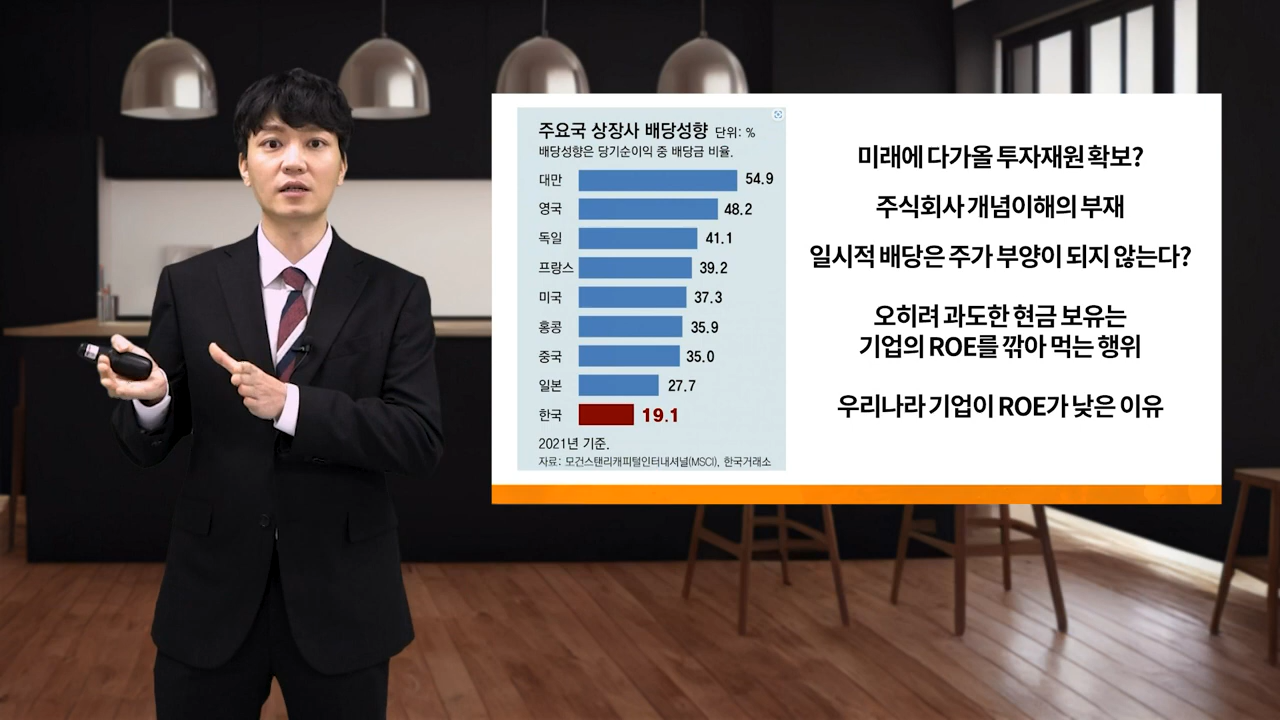 주요국 상장사 배당성향 단위: %
배당성향은 당기순이익 중 배당금 비율.
대만 54.9
영국 48.2
독일 41.1
프랑스 39.2
미국 37.3
홍콩 35.9
중국 35.0
일본 27.7
한국 19.1
2021년 기준.
자료: 모건스탠리캐피털인터내셔널(MSCI), 한국거래소
미래에 다가올 투자재원 확보?
주식회사 개념이해의 부재
일시적 배당은 주가 부양이 되지 않는다?
오히려 과도한 현금 보유는
기업의 ROE를 깎아 먹는 행위
우리나라 기업이 ROE가 낮은 이유